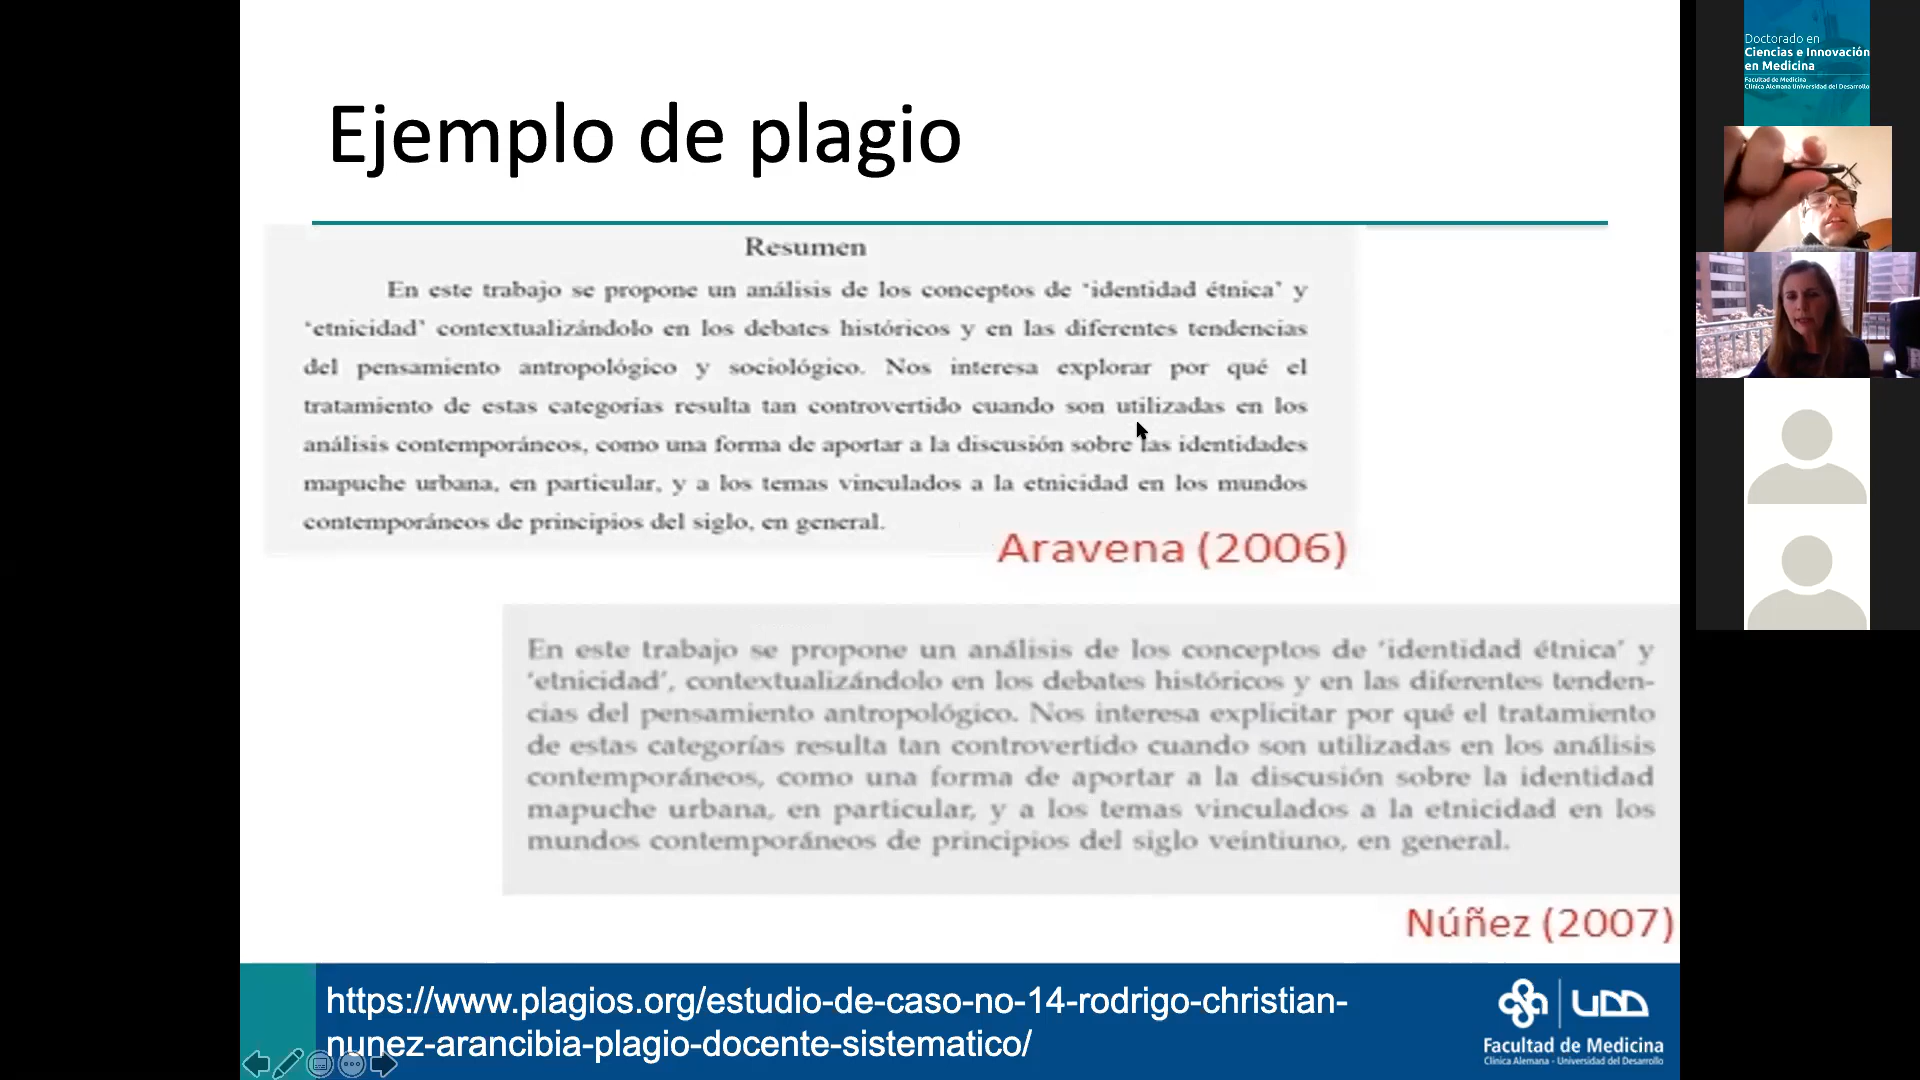 Ejemplo de plagio
Resumen
En este trabajo se propone un análisis de los conceptos de ‘identidad étnica’ y
‘etnicidad’ contextualizándolo en los debates históricos y en las diferentes tendencias
del pensamiento antropológico y sociológico. Nos interesa explorar por qué el
tratamiento de estas categorías resulta tan controvertido cuando son utilizadas en los
análisis contemporáneos, como una forma de aportar a la discusión sobre las identidades
mapuche urbana, en particular, y a los temas vinculados a la etnicidad en los mundos
contemporáneos de principios del siglo, en general.
Aravena (2006)
En este trabajo se propone un análisis de los conceptos de ‘identidad étnica’ y
‘etnicidad’, contextualizándolo en los debates históricos y en las diferentes tenden-
cias del pensamiento antropológico. Nos interesa explicitar por qué el tratamiento
de estas categorías resulta tan controvertido cuando son utilizadas en los análisis
contemporáneos, como una forma de aportar a la discusión sobre la identidad
mapuche urbana, en particular, y a los temas vinculados a la etnicidad en los
mundos contemporáneos de principios del siglo veintiuno, en general.
Núñez (2007)
https://www.plagios.org/estudio-de-caso-no-14-rodrigo-christian-
nunez-arancibia-plagio-docente-sistematico/
UDD
Facultad de Medicina
Clínica Alemana - Universidad del Desarrollo
Doctorado en
Ciencias e Innovación
en Medicina
Facultad de Medicina
Clínica Alemana Universidad del Desarrollo